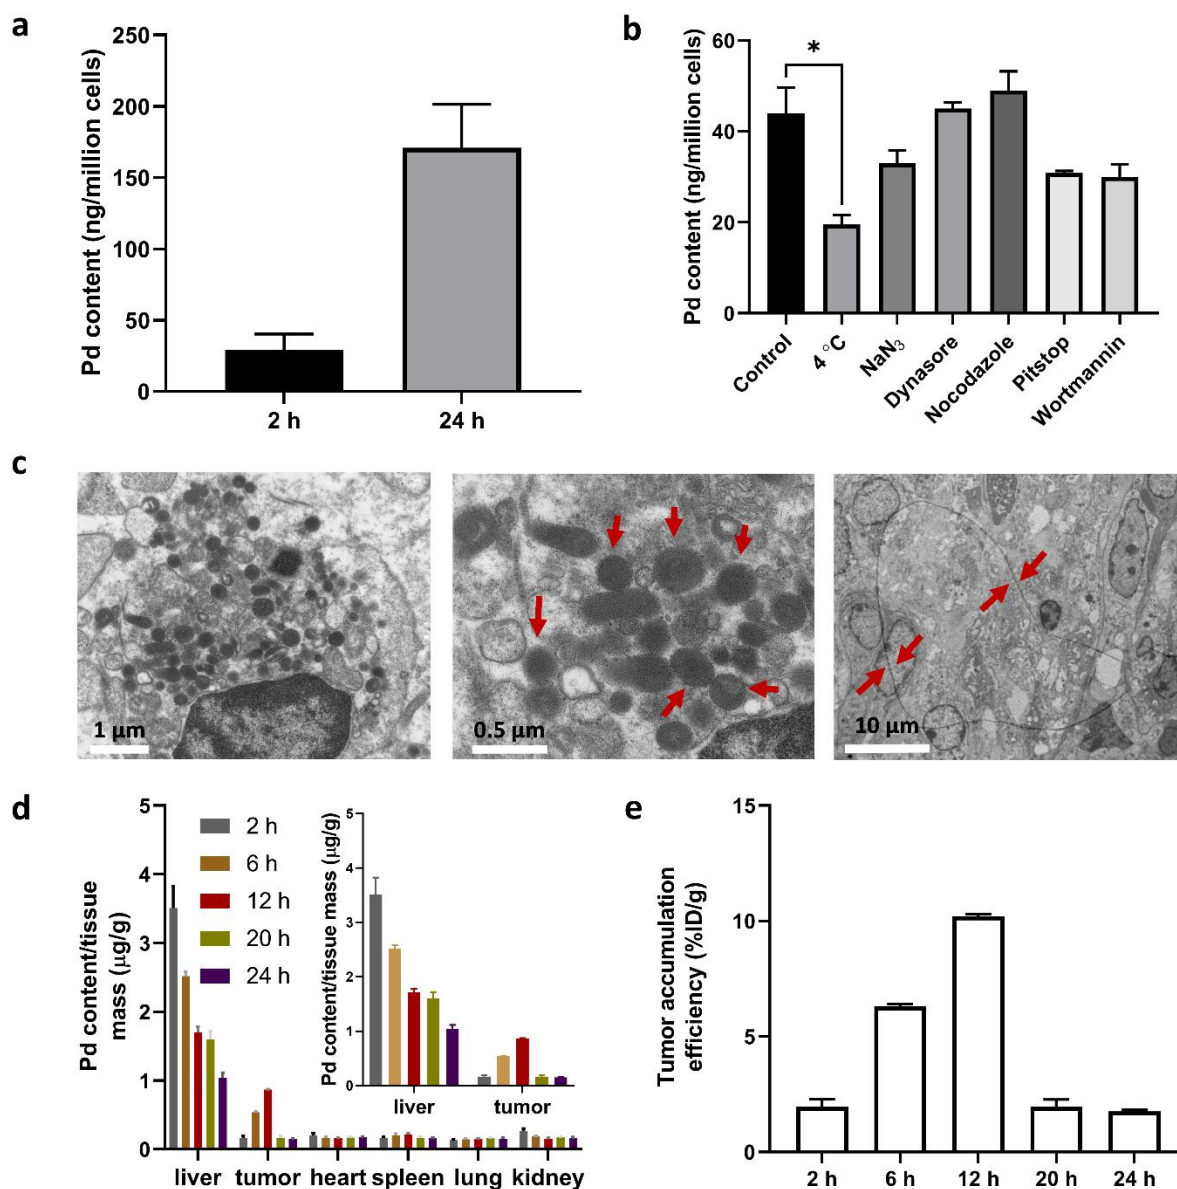 a
Pd content (ng/million cells)
250
200
150
100
50
0
2 h
24 h
b
Pd content (ng/million cells)
60
40
20
0
*
Control
4 °C
NaN₃
Dynasore
Nocodazole
Pitstop
Wortmannin
c
1 μm
0.5 μm
10 μm
d
Pd content/tissue
mass (μg/g)
5
4
3
2
1
0
2 h
6 h
12 h
20 h
24 h
Pd content/tissue mass (μg/g)
5
4
3
2
1
0
liver
tumor
liver
tumor
heart
spleen
lung
kidney
e
Tumor accumulation
efficiency (%ID/g)
15
10
5
0
2 h
6 h
12 h
20 h
24 h